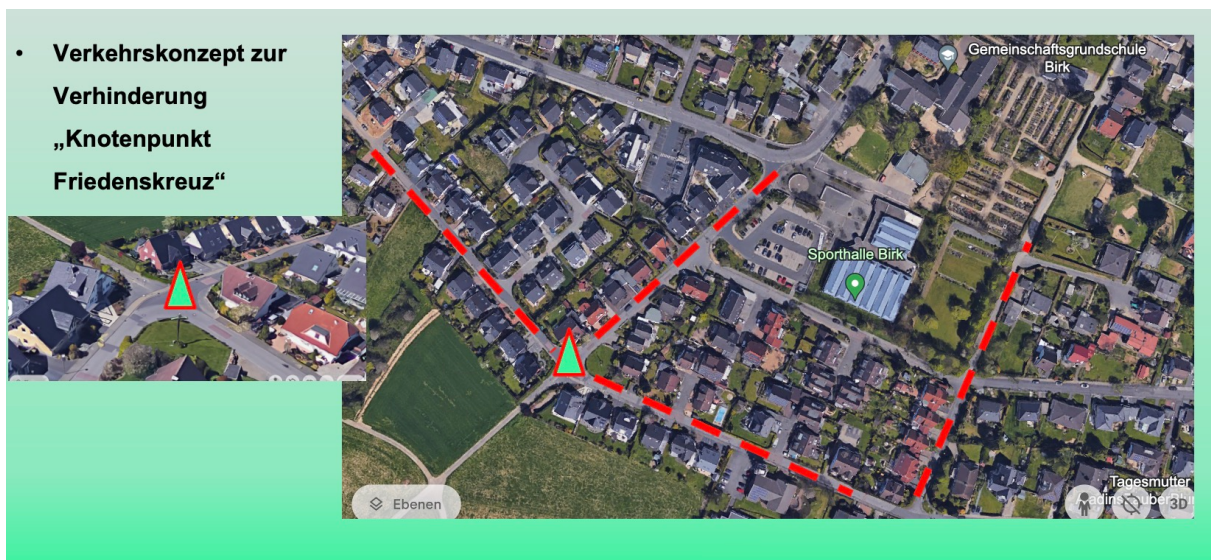 • Verkehrskonzept zur
Verhinderung
„Knotenpunkt
Friedenskreuz“
Gemeinschaftsgrundschule
Birk
Sporthalle Birk
Tagesmutter
Ebenen
3D